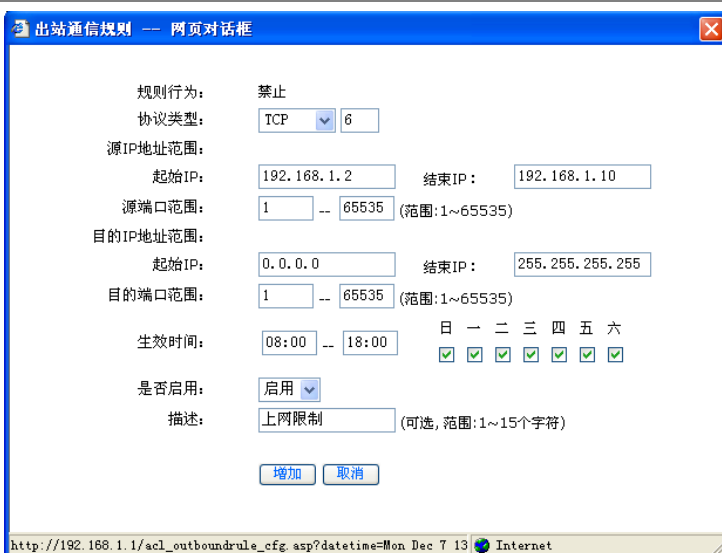 出站通信规则 -- 网页对话框
规则行为： 禁止
协议类型： TCP 6
源IP地址范围：
起始IP： 192.168.1.2 结束IP： 192.168.1.10
源端口范围： 1 -- 65535 (范围:1~65535)
目的IP地址范围：
起始IP： 0.0.0.0 结束IP： 255.255.255.255
目的端口范围： 1 -- 65535 (范围:1~65535)
日 一 二 三 四 五 六
生效时间： 08:00 -- 18:00
是否启用： 启用
描述： 上网限制 (可选,范围:1~15个字符)
增加 取消
http://192.168.1.1/acl_outboundrule_cfg.asp?datetime=Mon Dec 7 13 Internet